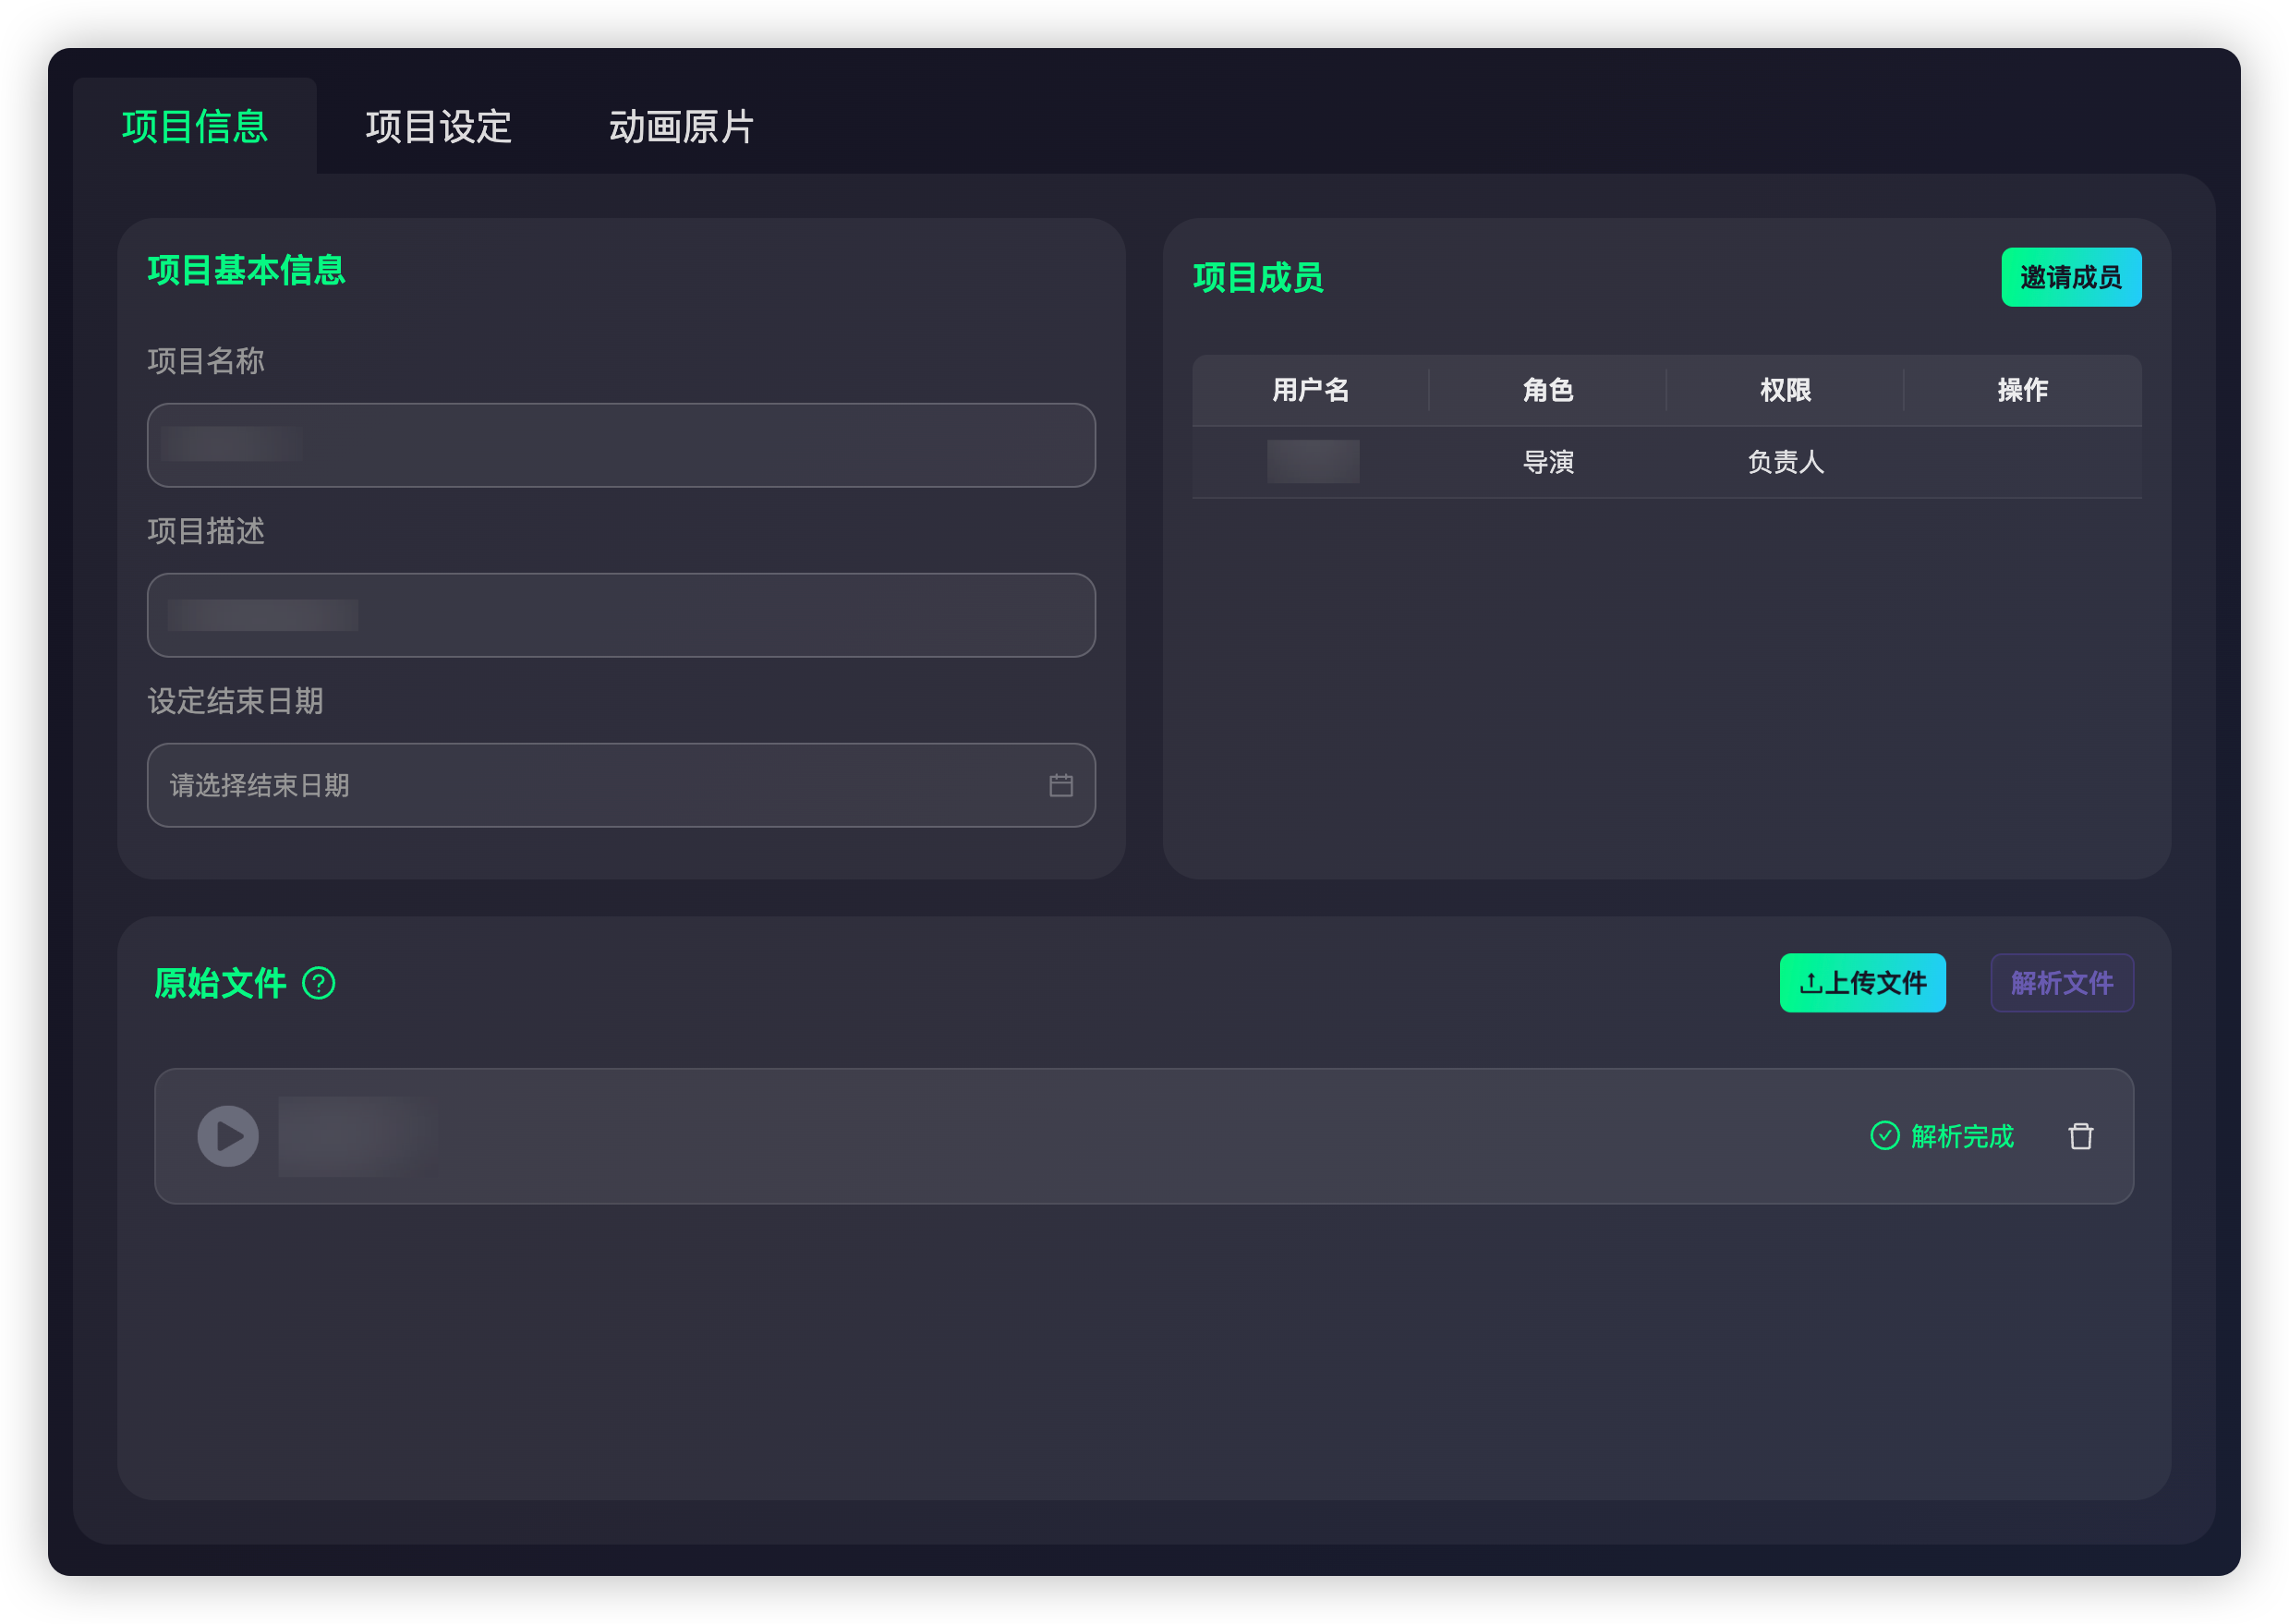 项目信息 项目设定 动画原片
项目基本信息
项目名称
项目描述
设定结束日期
请选择结束日期
项目成员 邀请成员
用户名 角色 权限 操作
导演 负责人
原始文件 上传文件 解析文件
解析完成